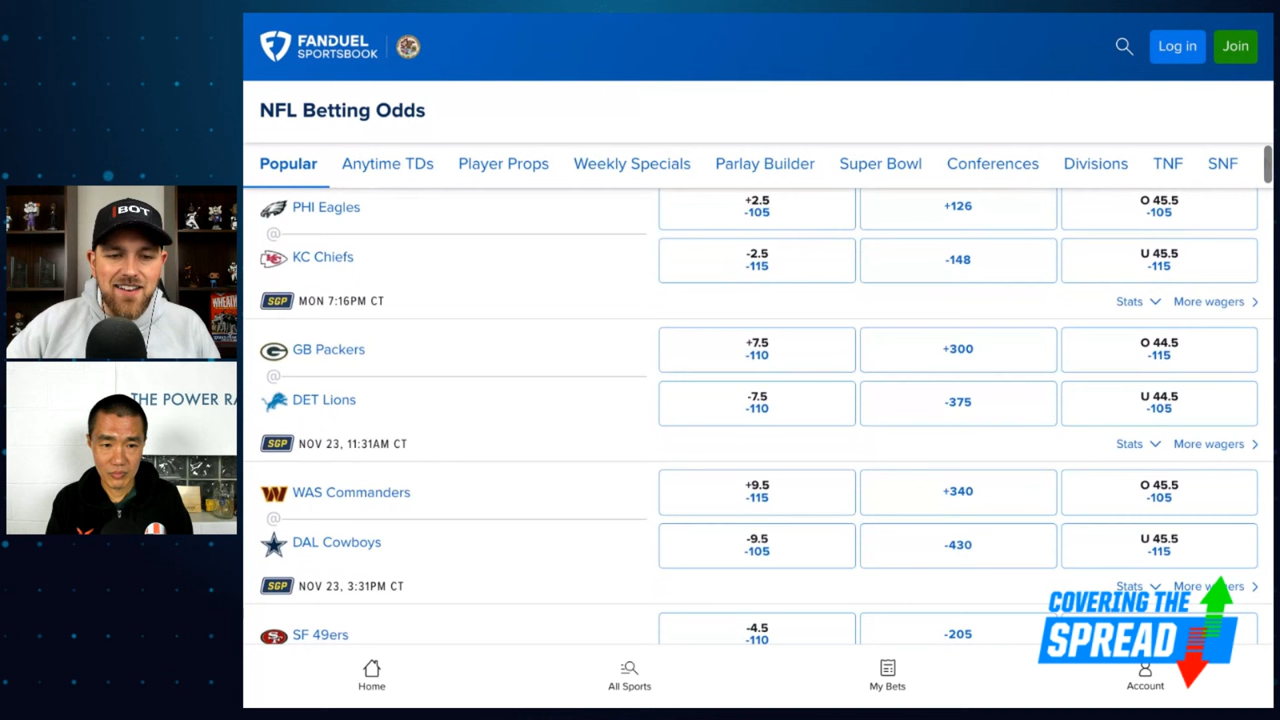 FANDUEL
SPORTSBOOK
Log in
Join
NFL Betting Odds
Popular
Anytime TDs
Player Props
Weekly Specials
Parlay Builder
Super Bowl
Conferences
Divisions
TNF
SNF
PHI Eagles
+2.5
-105
+126
O 45.5
-105
@
KC Chiefs
-2.5
-115
-148
U 45.5
-115
SGP MON 7:16PM CT
Stats
More wagers
GB Packers
+7.5
-110
+300
O 44.5
-115
@
DET Lions
-7.5
-110
-375
U 44.5
-105
SGP NOV 23, 11:31AM CT
Stats
More wagers
WAS Commanders
+9.5
-115
+340
O 45.5
-105
@
DAL Cowboys
-9.5
-105
-430
U 45.5
-115
SGP NOV 23, 3:31PM CT
Stats
More wagers
SF 49ers
-4.5
-110
-205
COVERING THE
SPREAD
Home
All Sports
My Bets
Account
BOT
THE POWER RA